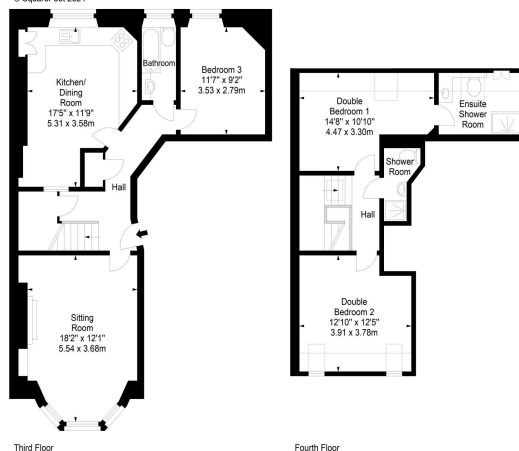 Kitchen/
Dining
Room
17'5" x 11'9"
5.31 x 3.58m
Bathroom
Bedroom 3
11'7" x 9'2"
3.53 x 2.79m
Hall
Sitting
Room
18'2" x 12'1"
5.54 x 3.68m
Third Floor
Double
Bedroom 1
14'8" x 10'10"
4.47 x 3.30m
Ensuite
Shower
Room
Shower
Room
Hall
Double
Bedroom 2
12'10" x 12'5"
3.91 x 3.78m
Fourth Floor